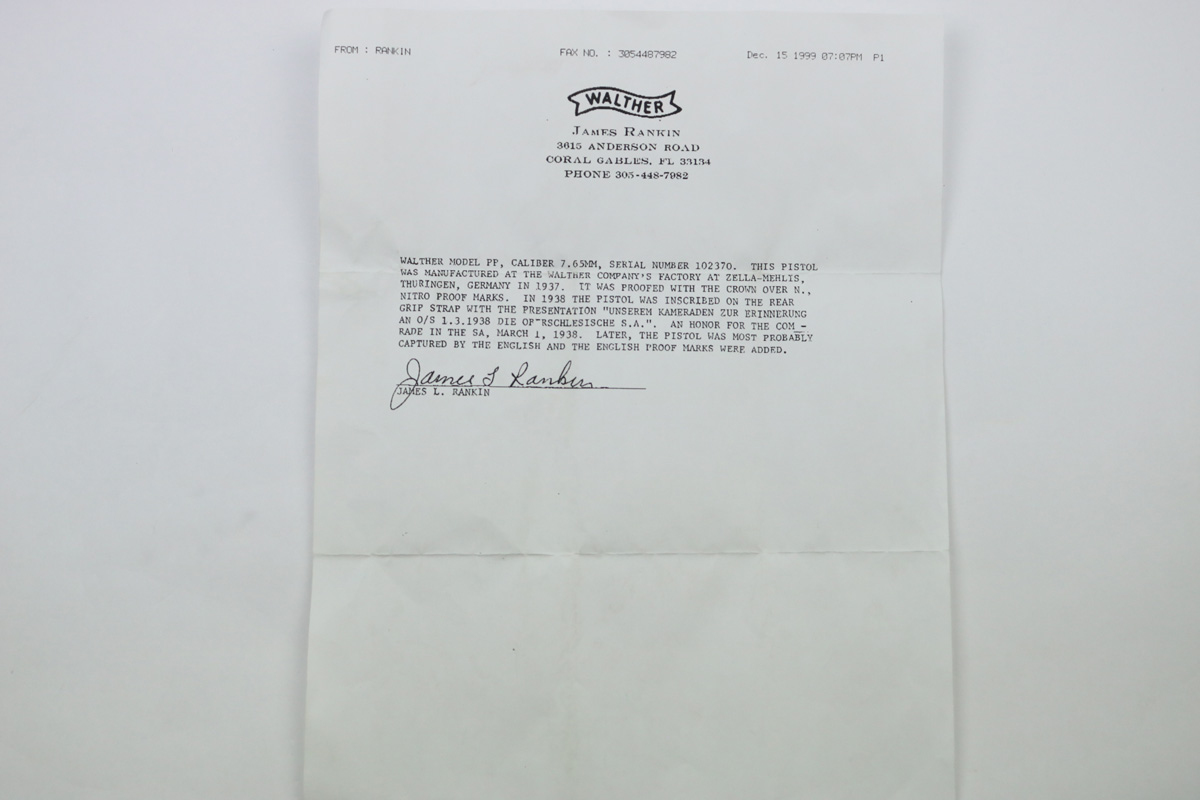 FROM : RANKIN FAX NO. : 3054487982 Dec. 15 1999 07:07PM P1
WALTHER
JAMES RANKIN
3615 ANDERSON ROAD
CORAL GABLES, FL 33134
PHONE 305-448-7982
WALTHER MODEL PP, CALIBER 7.65MM, SERIAL NUMBER 102370. THIS PISTOL
WAS MANUFACTURED AT THE WALTHER COMPANY'S FACTORY AT ZELLA-MEHLIS,
THURINGEN, GERMANY IN 1937. IT WAS PROOFED WITH THE CROWN OVER N.,
NITRO PROOF MARKS. IN 1938 THE PISTOL WAS INSCRIBED ON THE REAR
GRIP STRAP WITH THE PRESENTATION "UNSEREM KAMERADEN ZUR ERINNERUNG
AN O/S 1.3.1938 DIE S.A.". AN HONOR FOR THE COM-
RADE IN THE SA, MARCH 1, 1938. LATER, THE PISTOL WAS MOST PROBABLY
CAPTURED BY THE ENGLISH AND THE ENGLISH PROOF MARKS WERE ADDED.
James L Rankin
JAMES L. RANKIN